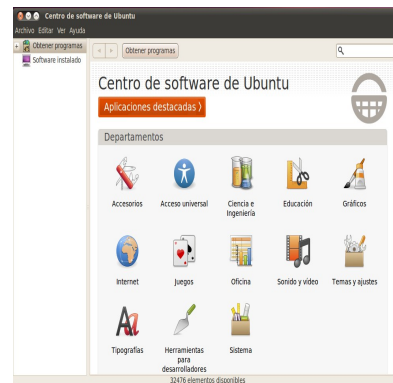 Centro de software de Ubuntu
Archivo Editar Ver Ayuda
Obtener programas
Software instalado
Obtener programas
Centro de software de Ubuntu
Aplicaciones destacadas
Departamentos
Accesorios
Acceso universal
Ciencia e
Ingeniería
Educación
Gráficos
Internet
Juegos
Oficina
Sonido y vídeo
Temas y ajustes
Tipografías
Herramientas
para
desarrolladores
Sistema
32476 elementos disponibles